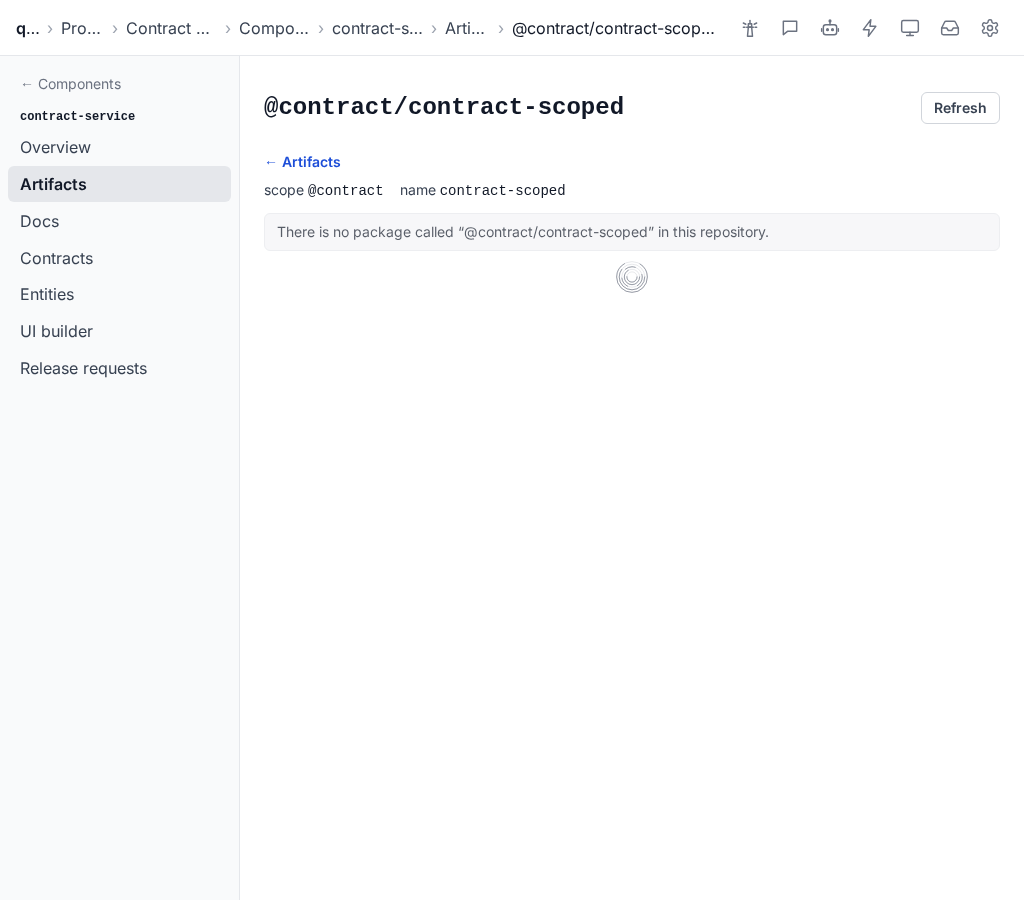 q... › Pro... › Contract ... › Compo... › contract-s... › Arti... › @contract/contract-scop...
← Components
contract-service
Overview
Artifacts
Docs
Contracts
Entities
UI builder
Release requests
@contract/contract-scoped
Refresh
← Artifacts
scope @contract name contract-scoped
There is no package called “@contract/contract-scoped” in this repository.